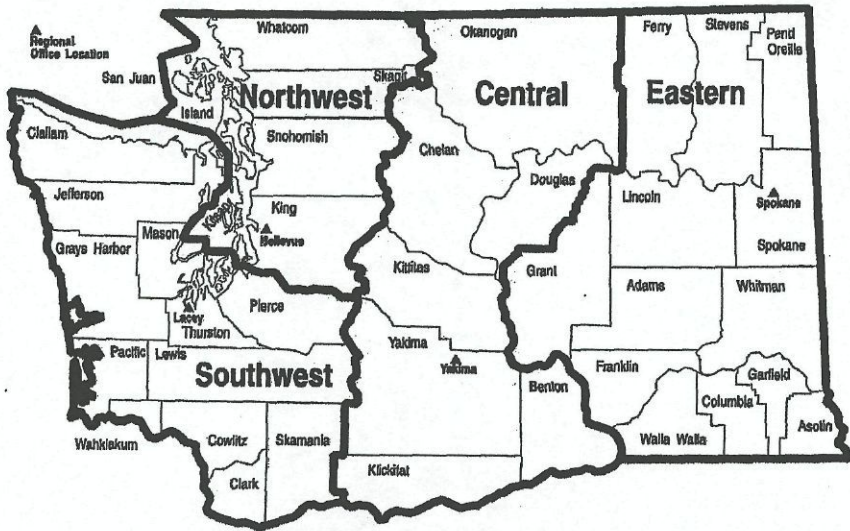 Regional
Office Location
San Juan
Whatcom
Skagit
Northwest
Island
Snohomish
Clallam
Jefferson
Kitsap
King
Bellevue
Mason
Grays Harbor
Pierce
Lacey
Thurston
Pacific
Lewis
Southwest
Wahkiakum
Cowlitz
Skamania
Clark
Okanogan
Central
Chelan
Douglas
Kittitas
Yakima
Yakima
Benton
Klickitat
Ferry
Stevens
Pend
Oreille
Eastern
Lincoln
Spokane
Spokane
Grant
Adams
Whitman
Franklin
Garfield
Columbia
Walla Walla
Asotin